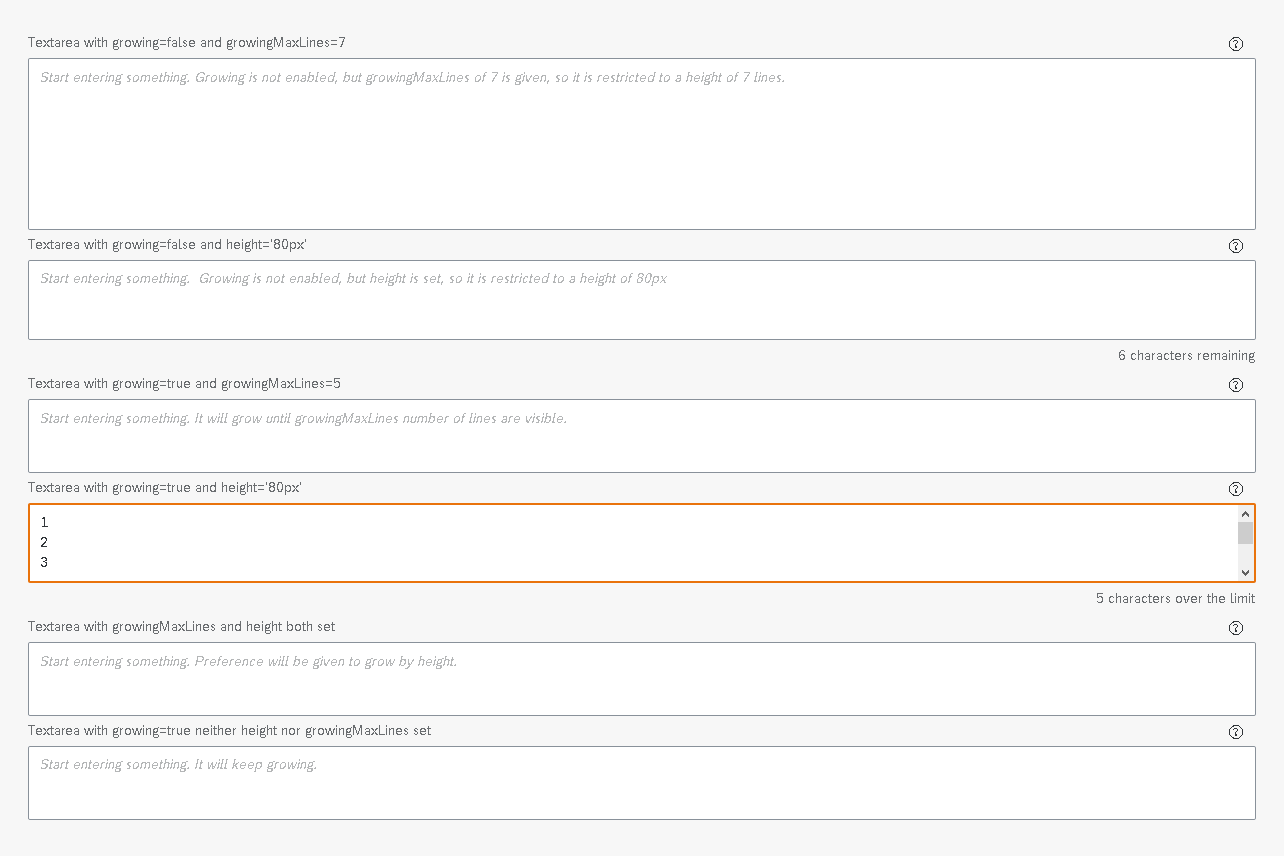 Textarea with growing=false and growingMaxLines=7
Start entering something. Growing is not enabled, but growingMaxLines of 7 is given, so it is restricted to a height of 7 lines.
Textarea with growing=false and height='80px'
Start entering something.  Growing is not enabled, but height is set, so it is restricted to a height of 80px
6 characters remaining
Textarea with growing=true and growingMaxLines=5
Start entering something. It will grow until growingMaxLines number of lines are visible.
Textarea with growing=true and height='80px'
1
2
3
5 characters over the limit
Textarea with growingMaxLines and height both set
Start entering something. Preference will be given to grow by height.
Textarea with growing=true neither height nor growingMaxLines set
Start entering something. It will keep growing.